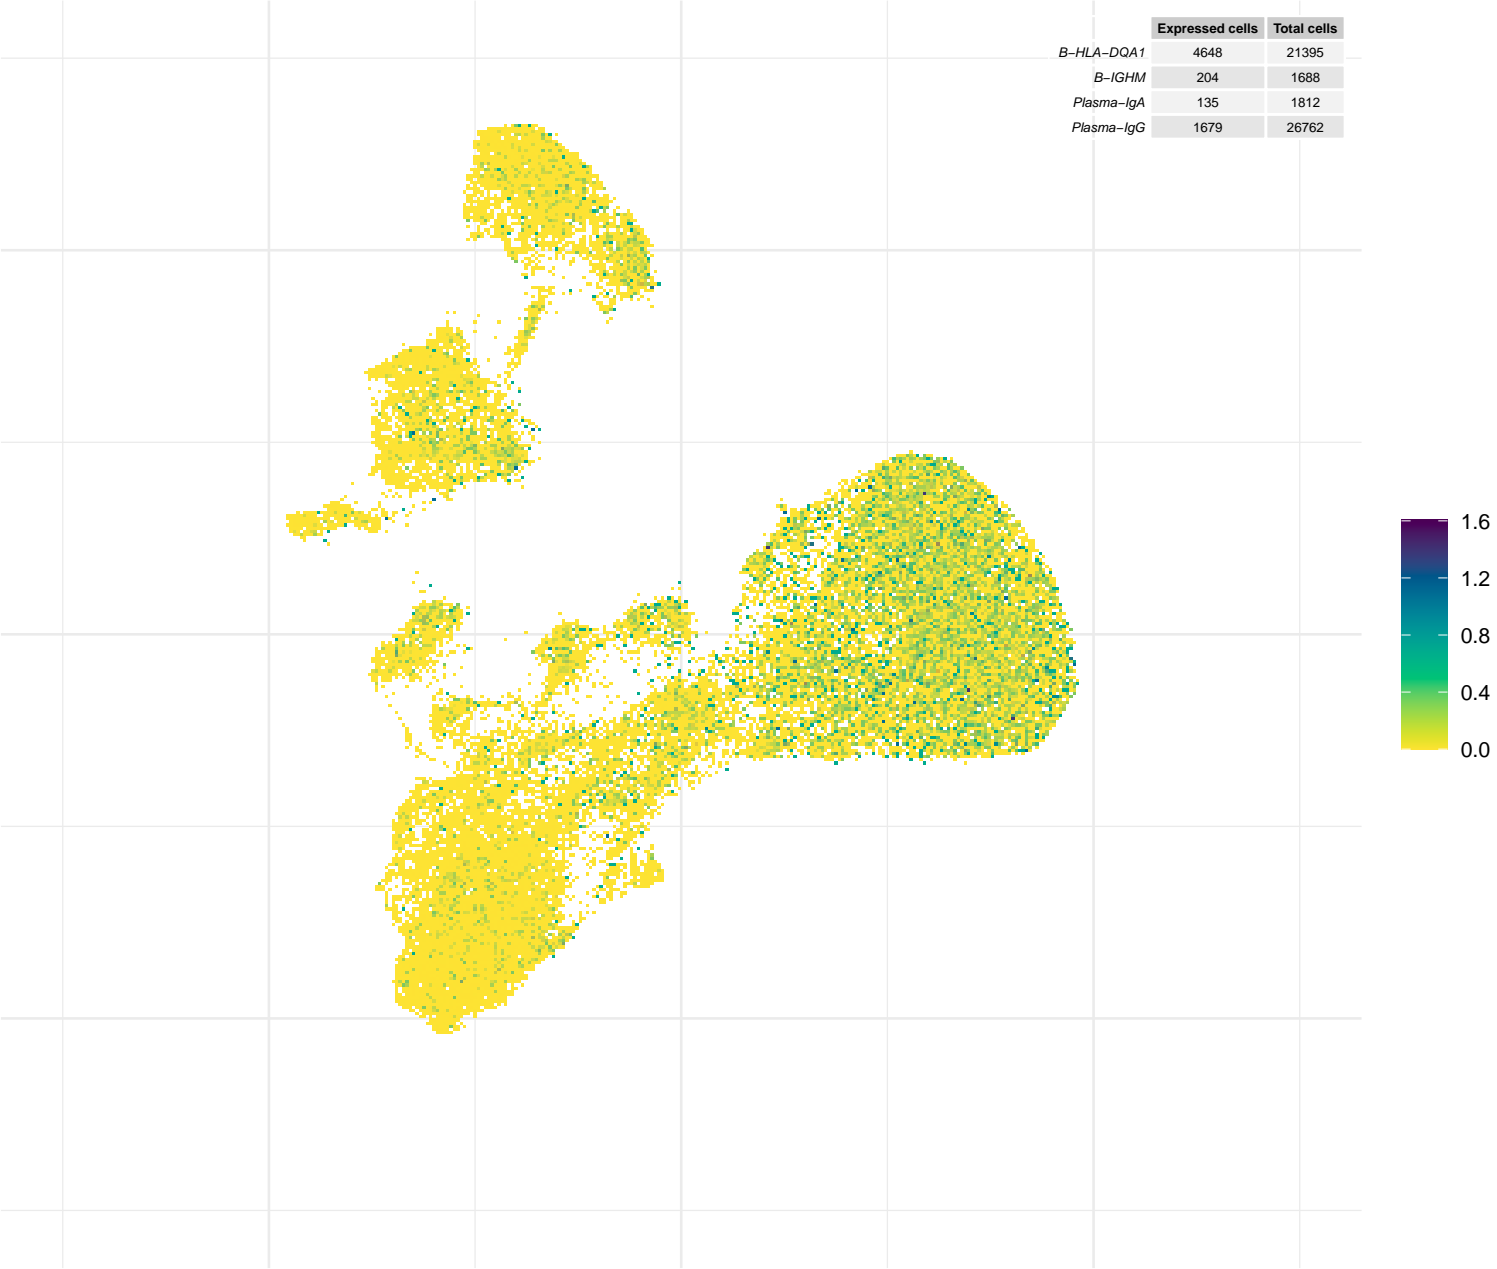 Expressed cells Total cells
B−HLA−DQA1 4648 21395
B−IGHM 204 1688
Plasma−IgA 135 1812
Plasma−IgG 1679 26762
1.6
1.2
0.8
0.4
0.0